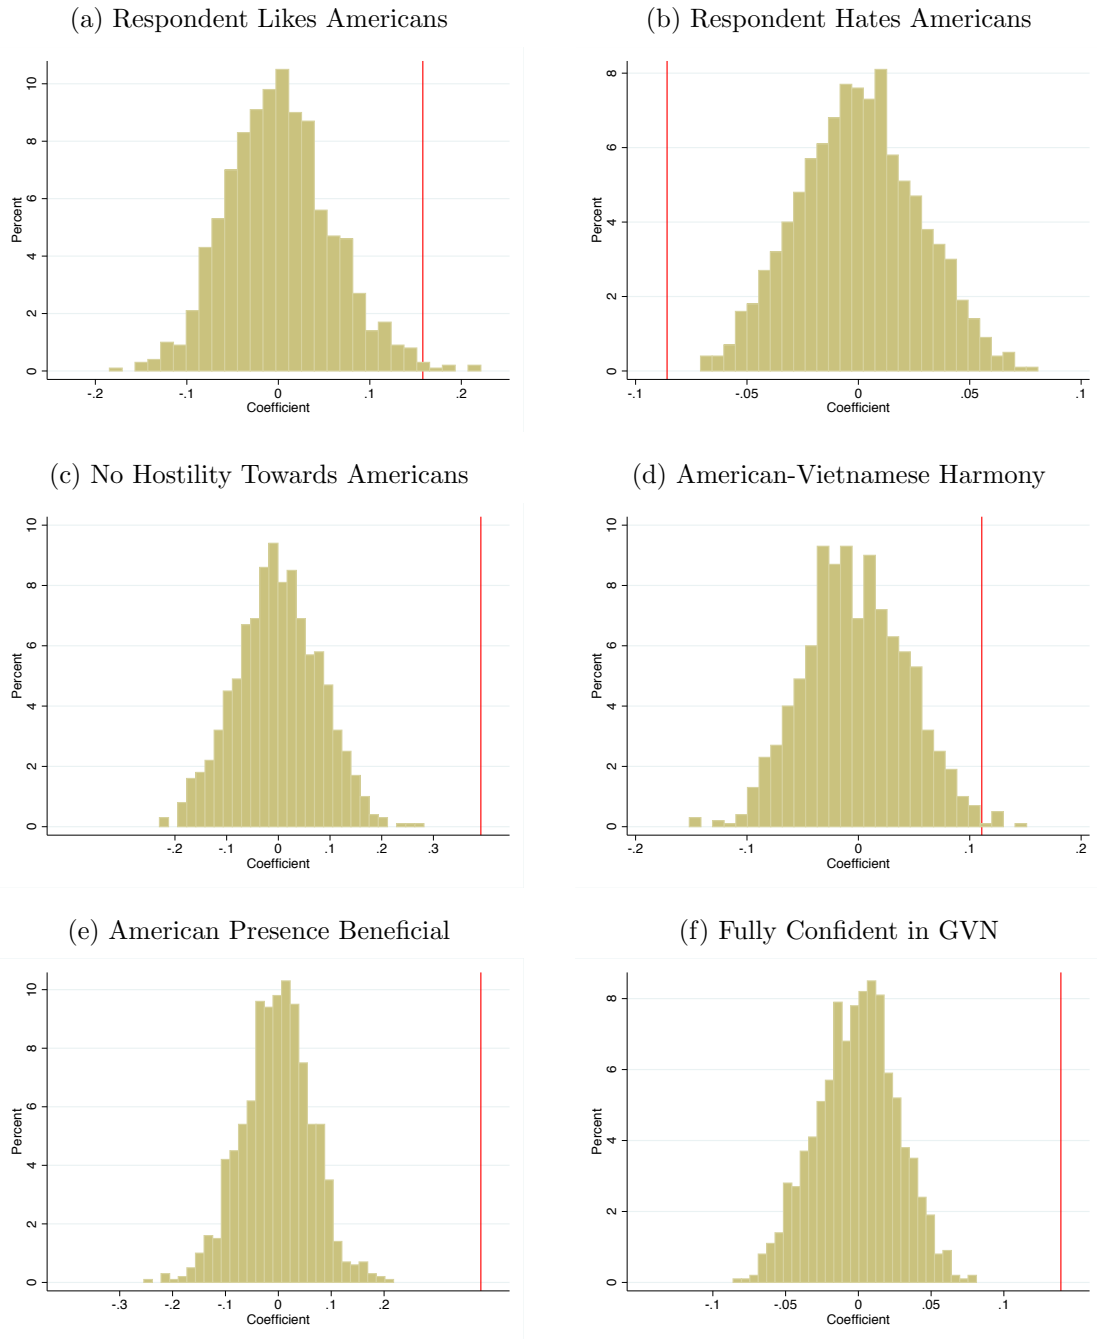 (a) Respondent Likes Americans
(b) Respondent Hates Americans
Percent
0 2 4 6 8 10
-.2 -.1 0 .1 .2
Coefficient
Percent
0 2 4 6 8
-.1 -.05 0 .05 .1
Coefficient
(c) No Hostility Towards Americans
(d) American-Vietnamese Harmony
Percent
0 2 4 6 8 10
-.2 -.1 0 .1 .2 .3
Coefficient
Percent
0 2 4 6 8 10
-.2 -.1 0 .1 .2
Coefficient
(e) American Presence Beneficial
(f) Fully Confident in GVN
Percent
0 2 4 6 8 10
-.3 -.2 -.1 0 .1 .2
Coefficient
Percent
0 2 4 6 8
-.1 -.05 0 .05 .1
Coefficient